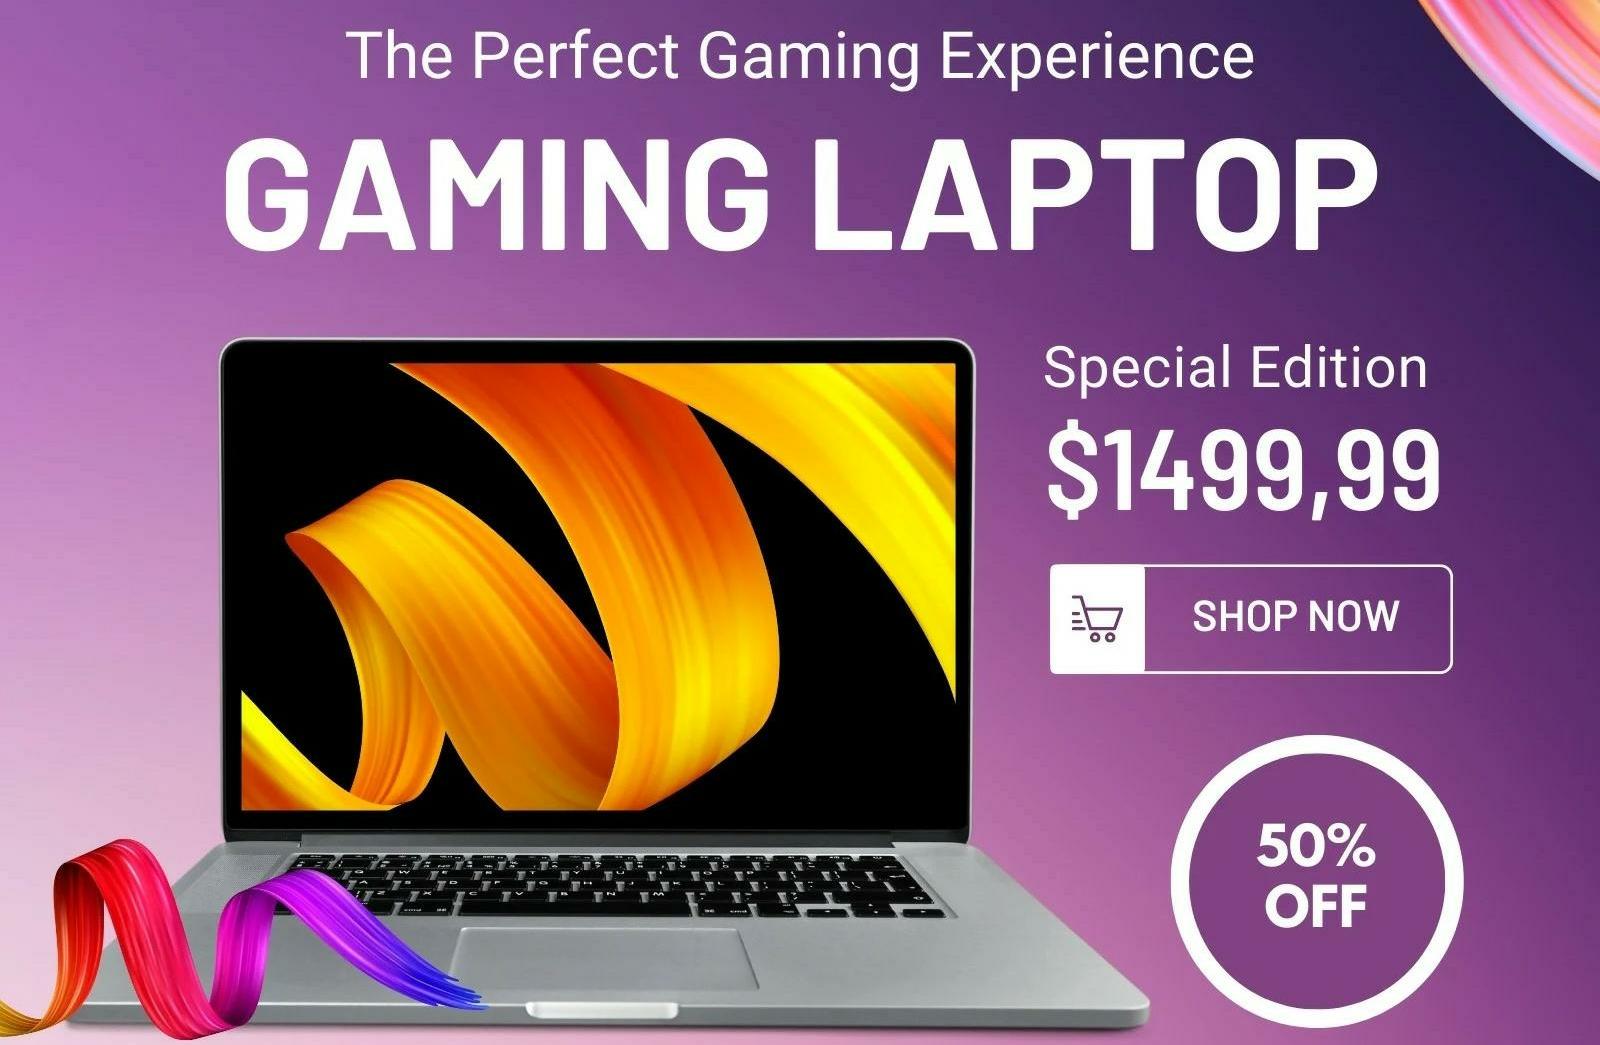 The Perfect Gaming Experience
GAMING LAPTOP
Special Edition
$1499,99
SHOP NOW
50%
OFF